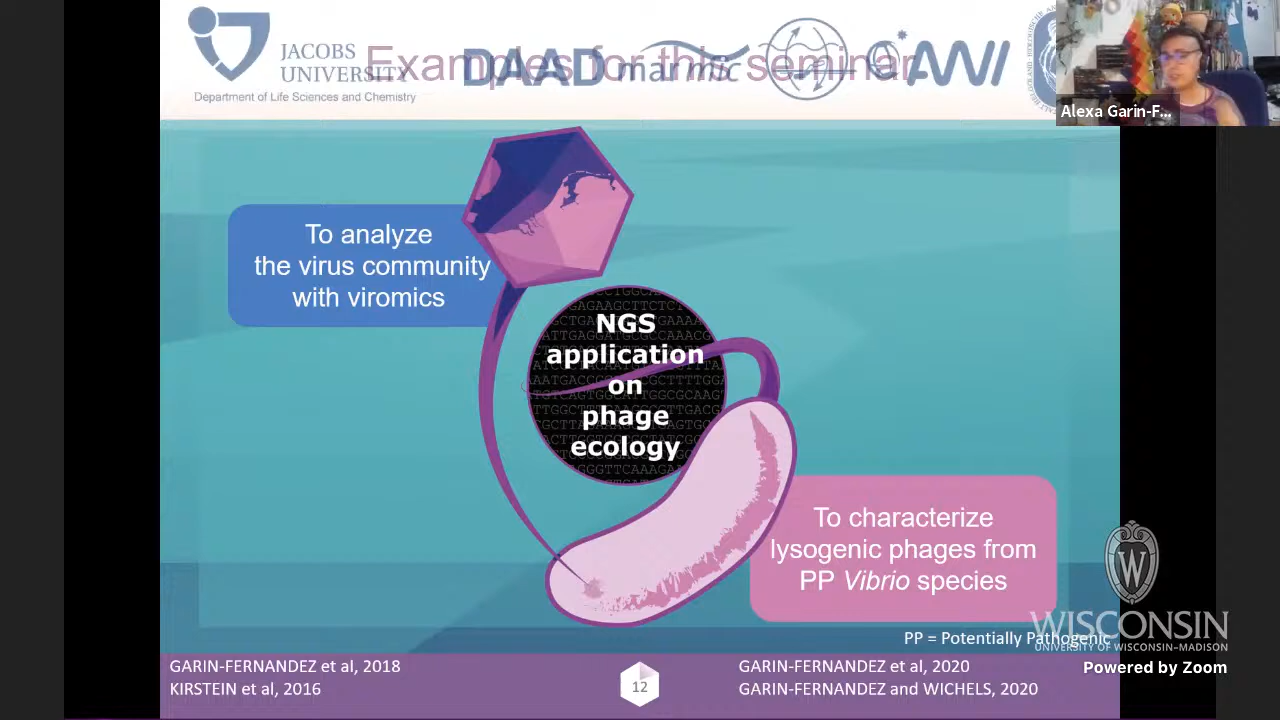 Examples for this seminar
JACOBS
UNIVERSITY
Department of Life Sciences and Chemistry
DAAD
marmic
AWI
Alexa Garin-F...
To analyze
the virus community
with viromics
NGS
application
on
phage
ecology
To characterize
lysogenic phages from
PP Vibrio species
PP = Potentially Pathogenic
W
WISCONSIN
UNIVERSITY OF WISCONSIN–MADISON
Powered by Zoom
GARIN-FERNANDEZ et al, 2018
KIRSTEIN et al, 2016
12
GARIN-FERNANDEZ et al, 2020
GARIN-FERNANDEZ and WICHELS, 2020